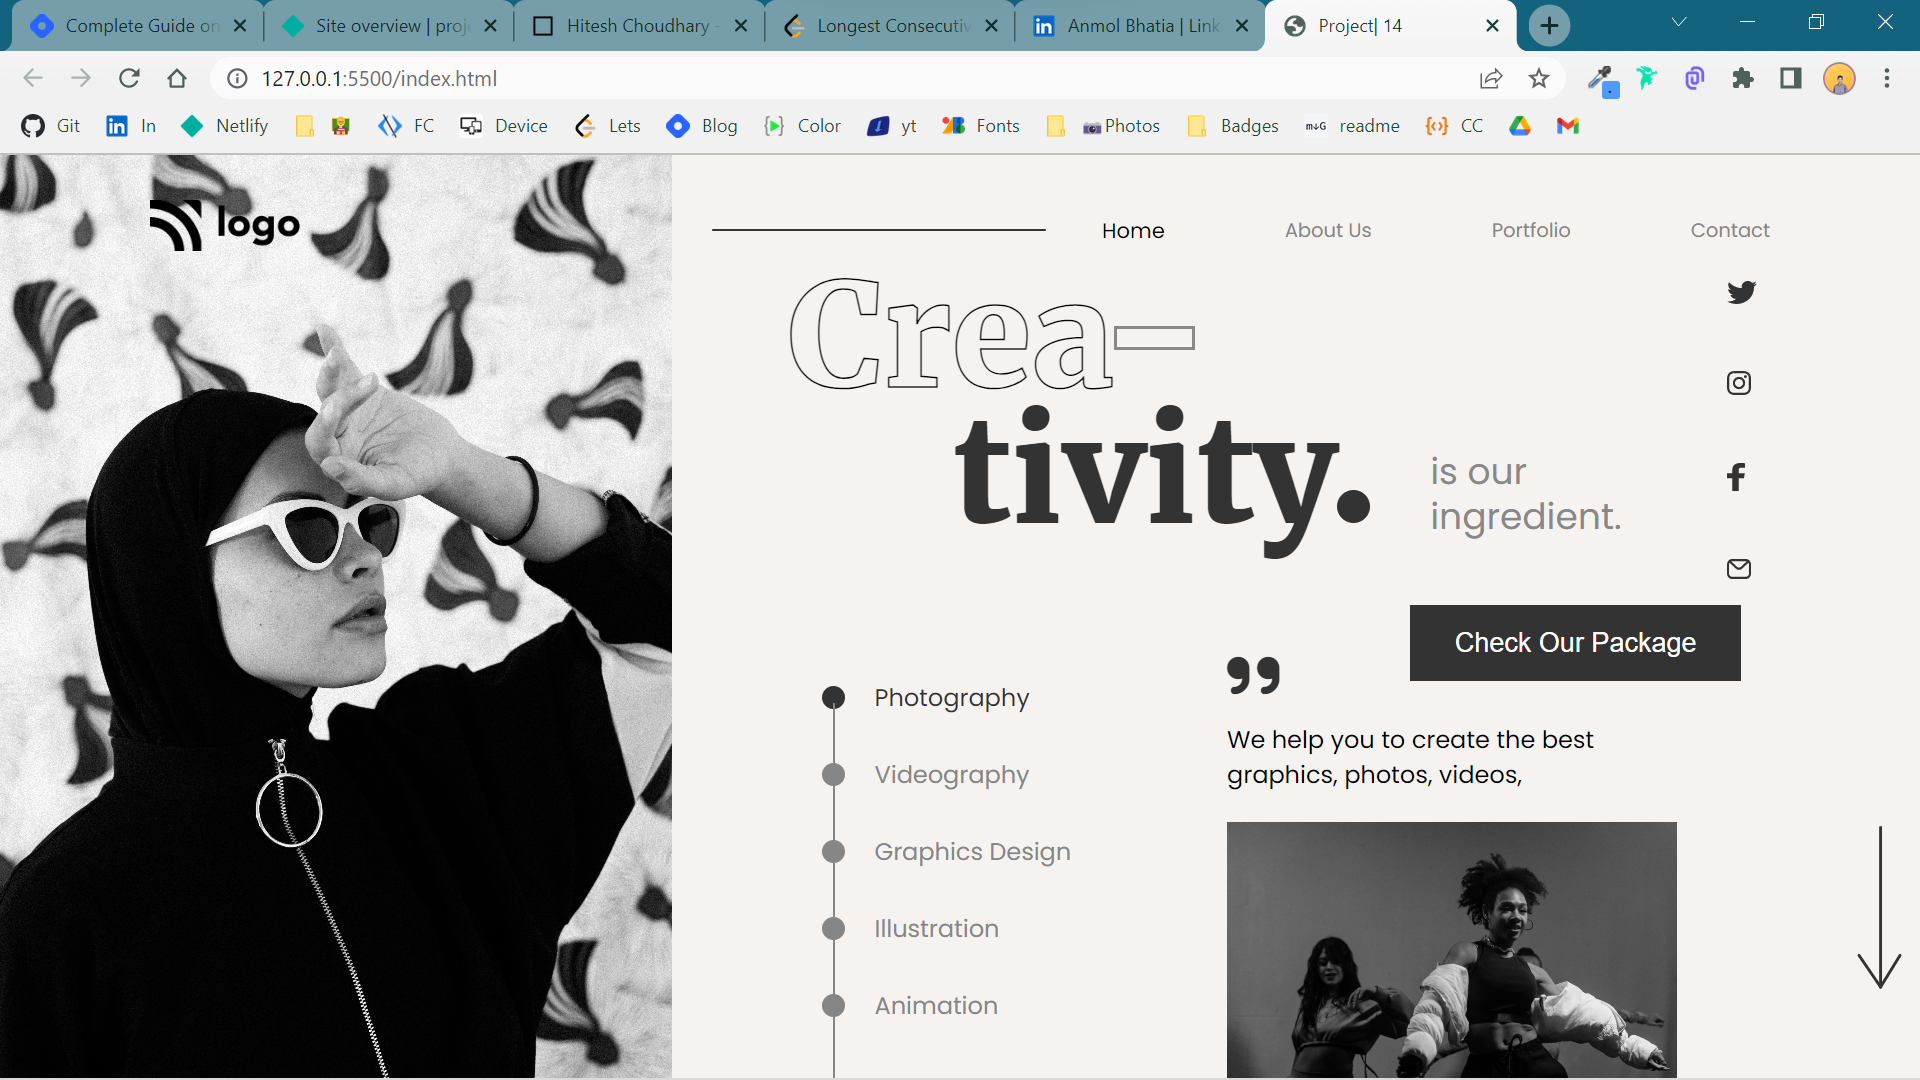 Complete Guide on
Site overview | proj
Hitesh Choudhary -
Longest Consecutiv
Anmol Bhatia | Link
Project| 14
127.0.0.1:5500/index.html
Git
In
Netlify
FC
Device
Lets
Blog
Color
yt
Fonts
Photos
Badges
M↓G readme
CC
logo
Home
About Us
Portfolio
Contact
Crea
tivity.
is our
ingredient.
Check Our Package
Photography
Videography
Graphics Design
Illustration
Animation
”
We help you to create the best
graphics, photos, videos,